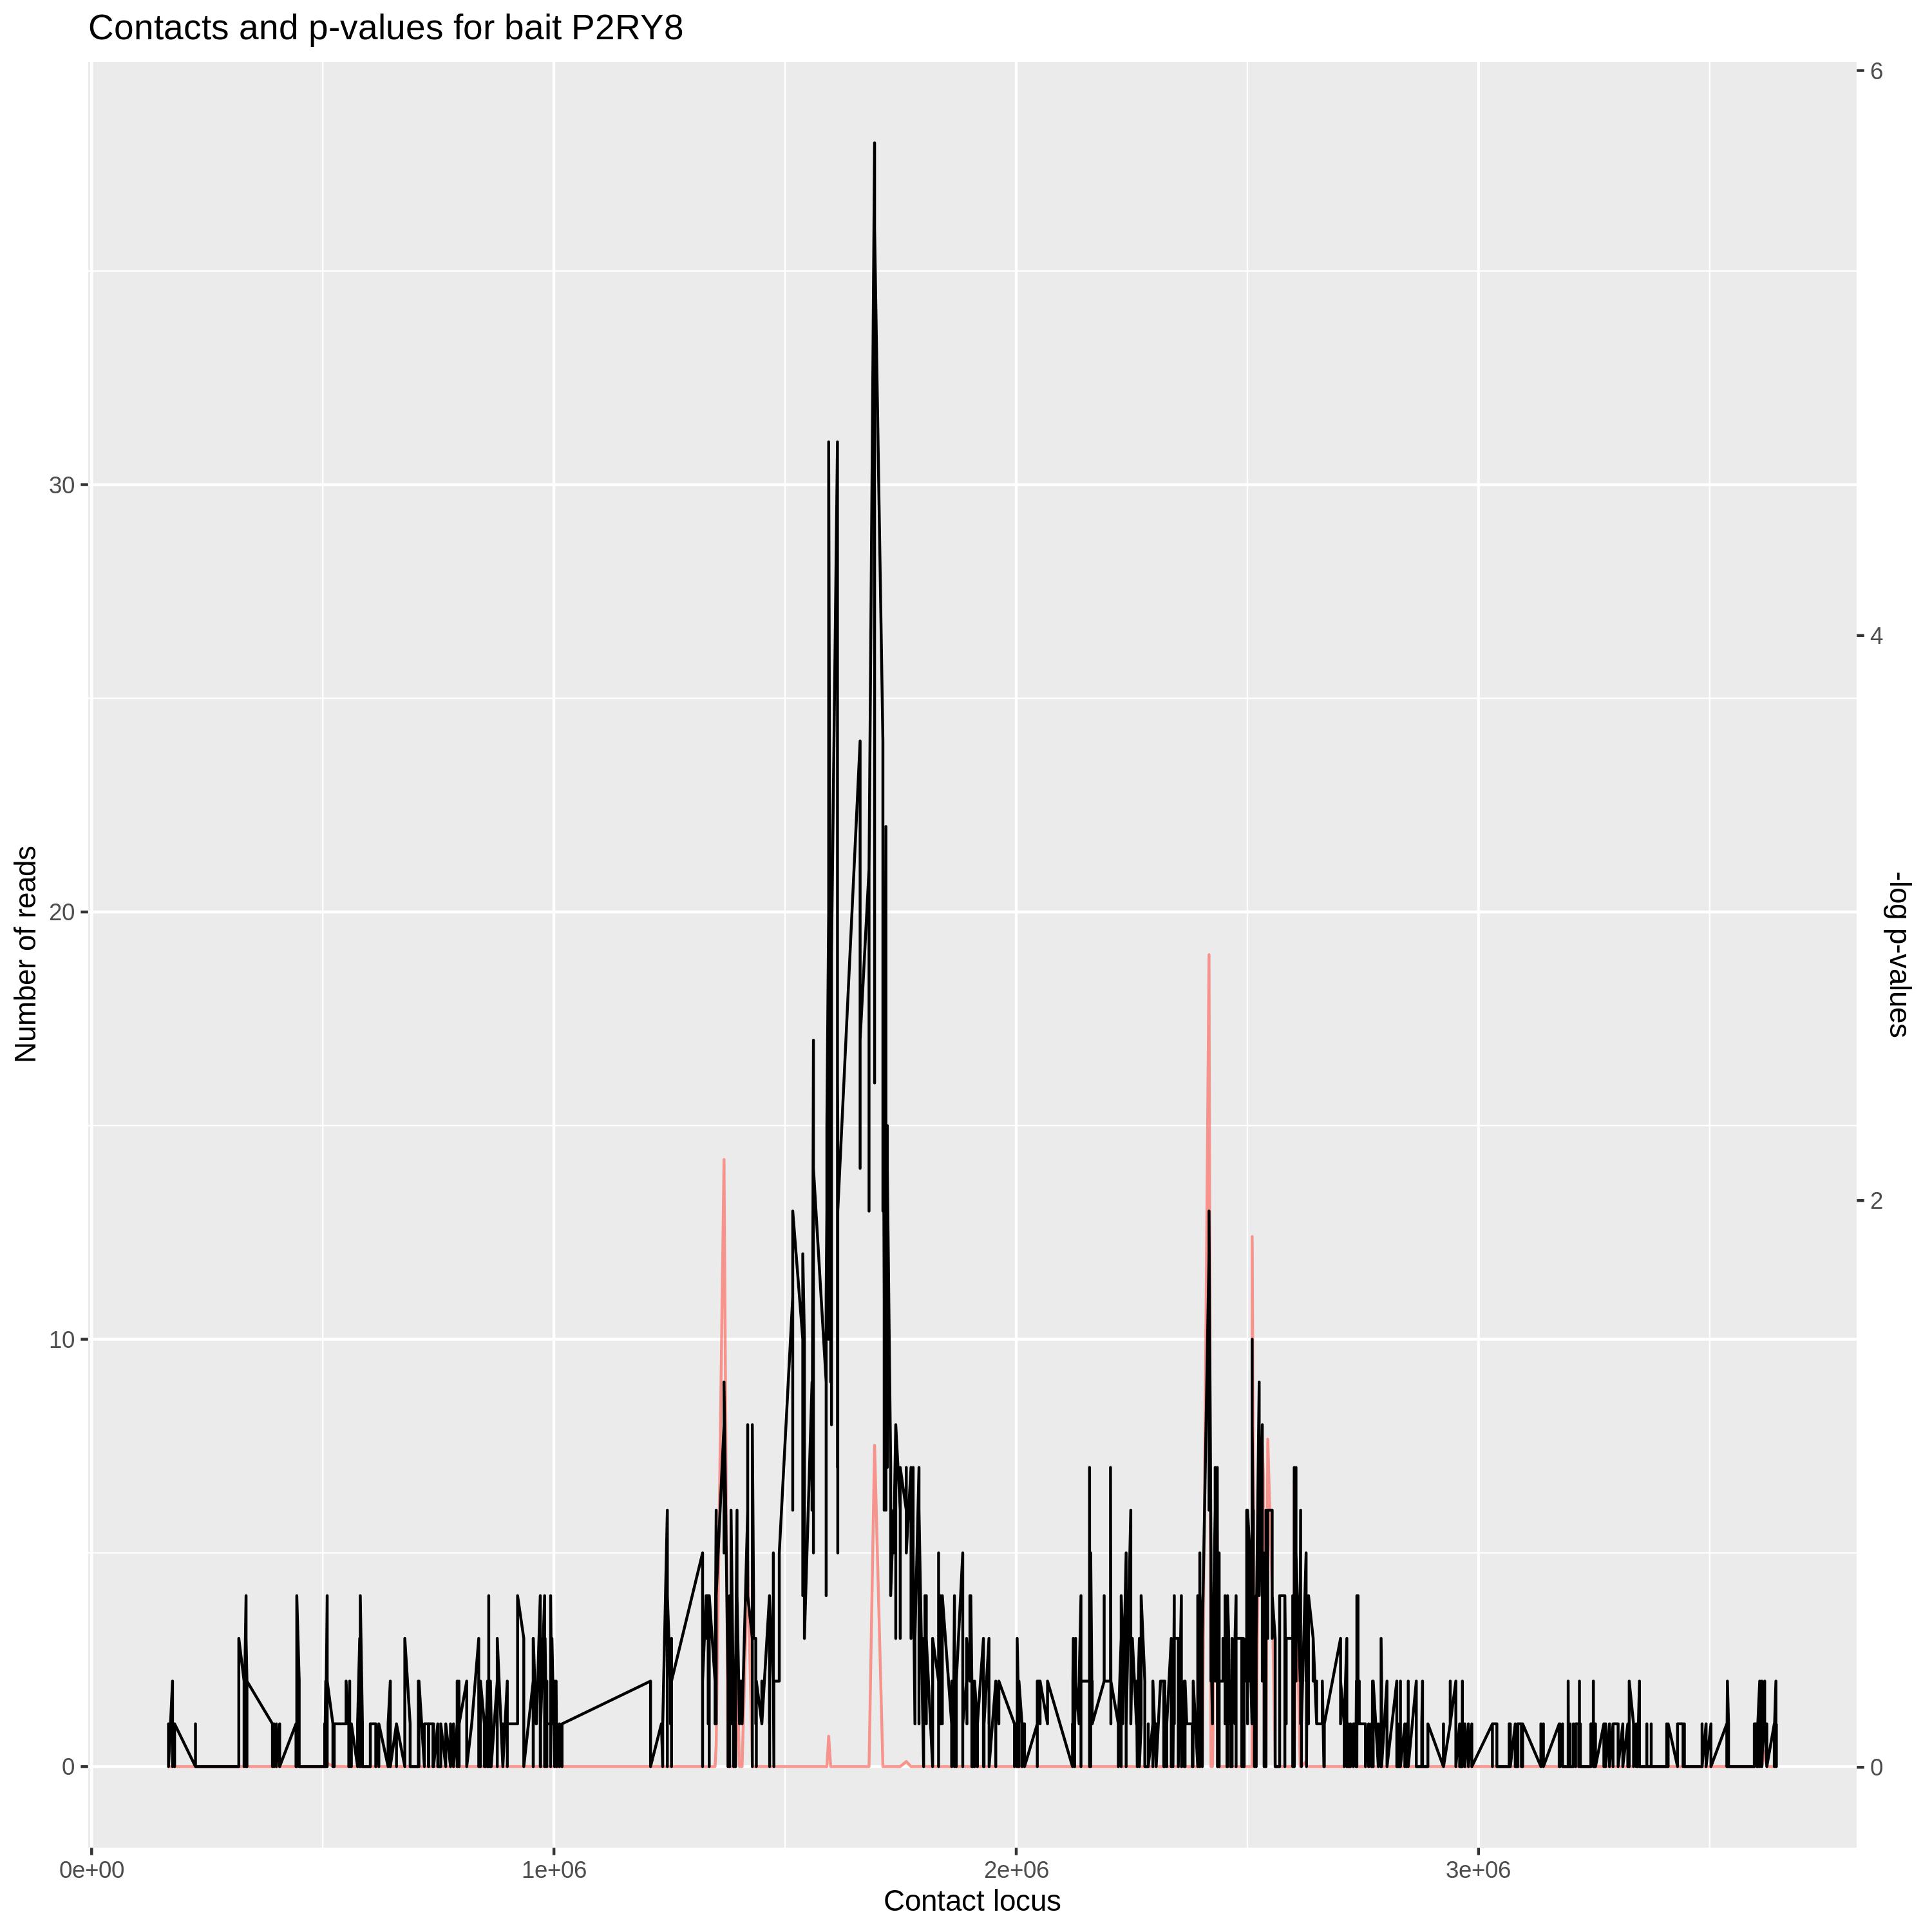 Contacts and p-values for bait P2RY8
Number of reads
30
20
10
0
6
4
2
0
-log p-values
0e+00 1e+06 2e+06 3e+06
Contact locus